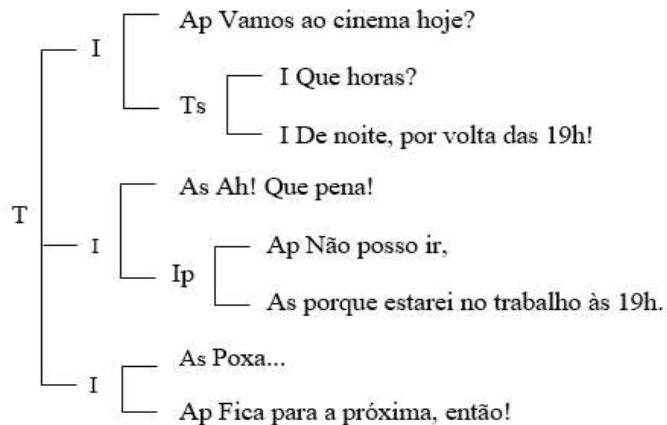 Ap Vamos ao cinema hoje?
I
I Que horas?
Ts
I De noite, por volta das 19h!
As Ah! Que pena!
T
I
Ap Não posso ir,
Ip
As porque estarei no trabalho às 19h.
As Poxa...
I
Ap Fica para a próxima, então!